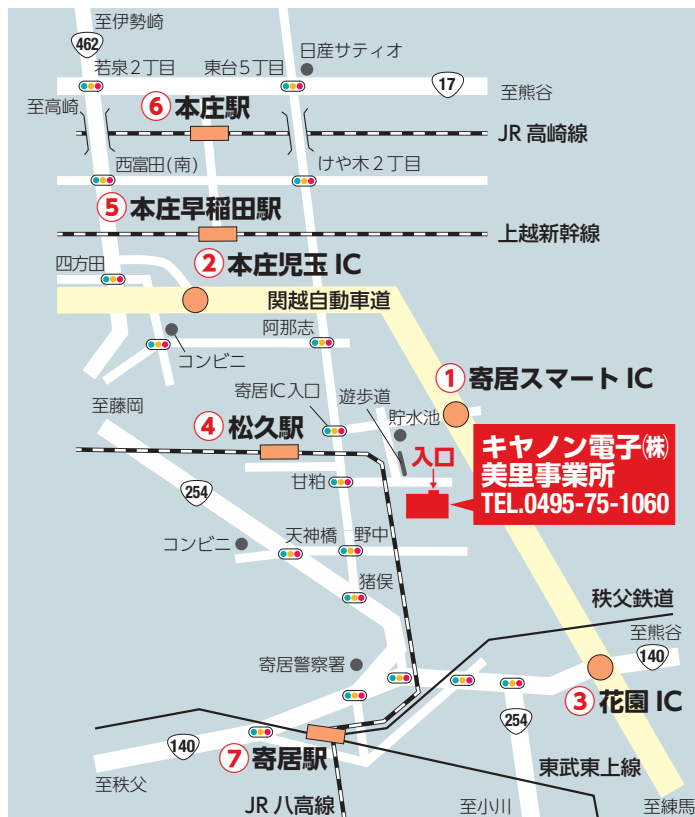 至伊勢崎
462
若泉2丁目
東台5丁目
日産サティオ
17
至熊谷
至高崎
⑥本庄駅
JR 高崎線
西富田(南)
けや木2丁目
⑤本庄早稲田駅
上越新幹線
四方田
②本庄児玉 IC
関越自動車道
阿那志
コンビニ
①寄居スマート IC
寄居IC入口
遊歩道
貯水池
至藤岡
④松久駅
入口
キヤノン電子㈱
美里事業所
TEL.0495-75-1060
254
甘粕
コンビニ
天神橋
野中
猪俣
秩父鉄道
至熊谷
140
寄居警察署
③花園 IC
254
140
⑦寄居駅
東武東上線
至秩父
JR 八高線
至小川
至練馬